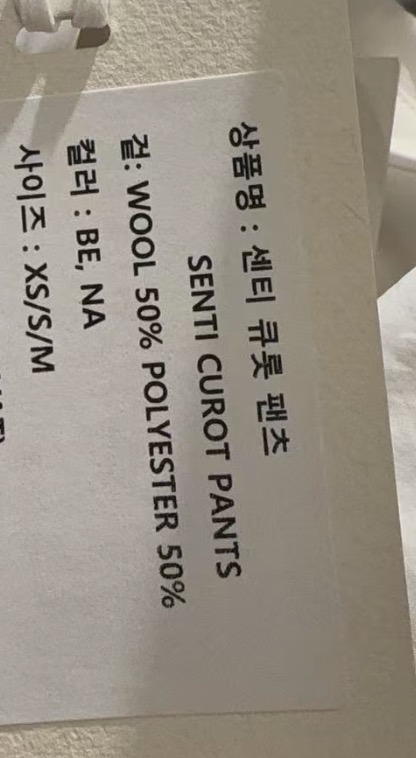 상품명 : 센티 큐롯 팬츠
SENTI CUROT PANTS
겉: WOOL 50% POLYESTER 50%
컬러 : BE, NA
사이즈 : XS/S/M